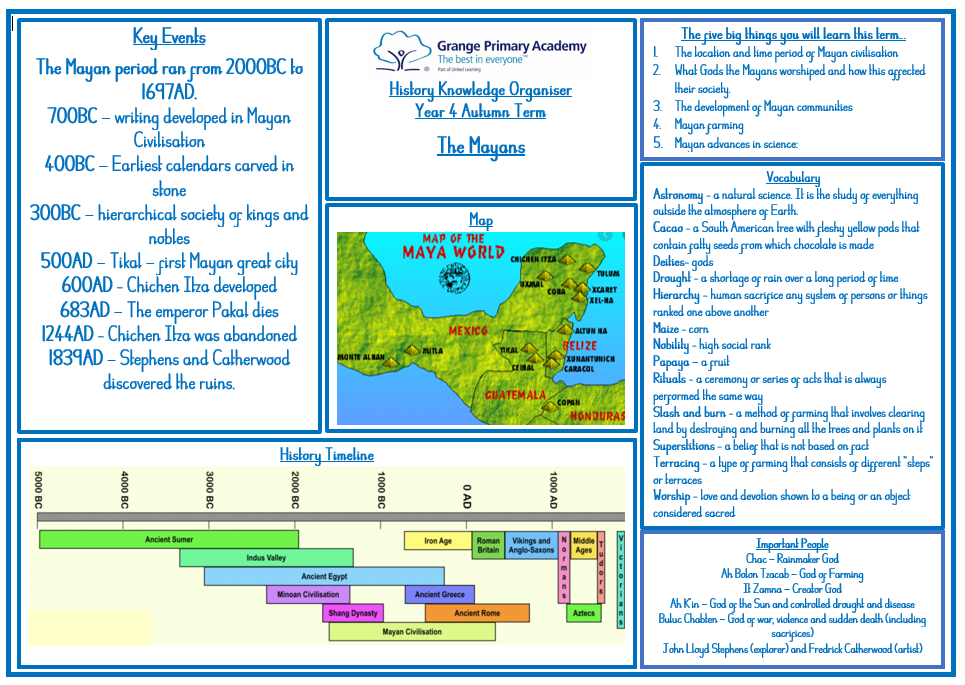 Key Events
The Mayan period ran from 2000BC to
1697AD.
700BC – writing developed in Mayan
Civilisation
400BC – Earliest calendars carved in
stone
300BC – hierarchical society of kings and
nobles
500AD – Tikal – first Mayan great city
600AD - Chichen Itza developed
683AD – The emperor Pakal dies
1244AD - Chichen Itza was abandoned
1839AD – Stephens and Catherwood
discovered the ruins.
Grange Primary Academy
The best in everyone™
Part of United Learning
®
History Knowledge Organiser
Year 4 Autumn Term
The Mayans
Map
MAP OF THE
MAYA WORLD
CHICHEN ITZA
TULUM
UXMAL
COBA
XCARET
XEL-HA
MEXICO
ALTUN HA
BELIZE
MONTE ALBAN
MITLA
TIKAL
XUNANTUNICH
CEIBAL
CARACOL
GUATEMALA
COPAN
HONDURAS
The five big things you will learn this term...
1. The location and time period of Mayan civilisation
2. What Gods the Mayans worshiped and how this affected
their society.
3. The development of Mayan communities
4. Mayan farming
5. Mayan advances in science:
Vocabulary
Astronomy – a natural science. It is the study of everything
outside the atmosphere of Earth.
Cacao – a South American tree with fleshy yellow pods that
contain fatty seeds from which chocolate is made
Deities- gods
Drought – a shortage of rain over a long period of time
Hierarchy – human sacrifice any system of persons or things
ranked one above another
Maize – corn
Nobility – high social rank
Papaya – a fruit
Rituals – a ceremony or series of acts that is always
performed the same way
Slash and burn – a method of farming that involves clearing
land by destroying and burning all the trees and plants on it
Superstitions – a belief that is not based on fact
Terracing – a type of farming that consists of different "steps"
or terraces
Worship – love and devotion shown to a being or an object
considered sacred
History Timeline
5000 BC
4000 BC
3000 BC
2000 BC
1000 BC
0 AD
1000 AD
Ancient Sumer
Iron Age
Roman
Britain
Vikings and
Anglo-Saxons
Normans
Middle
Ages
Tudors
Victorians
Indus Valley
Ancient Egypt
Minoan Civilisation
Ancient Greece
Shang Dynasty
Ancient Rome
Aztecs
Mayan Civilisation
Important People
Chac – Rainmaker God
Ah Bolon Tzacab – God of Farming
It Zamna – Creator God
Ah K'in – God of the Sun and controlled drought and disease
Buluc Chabten – God of war, violence and sudden death (including
sacrifices)
John Lloyd Stephens (explorer) and Fredrick Catherwood (artist)